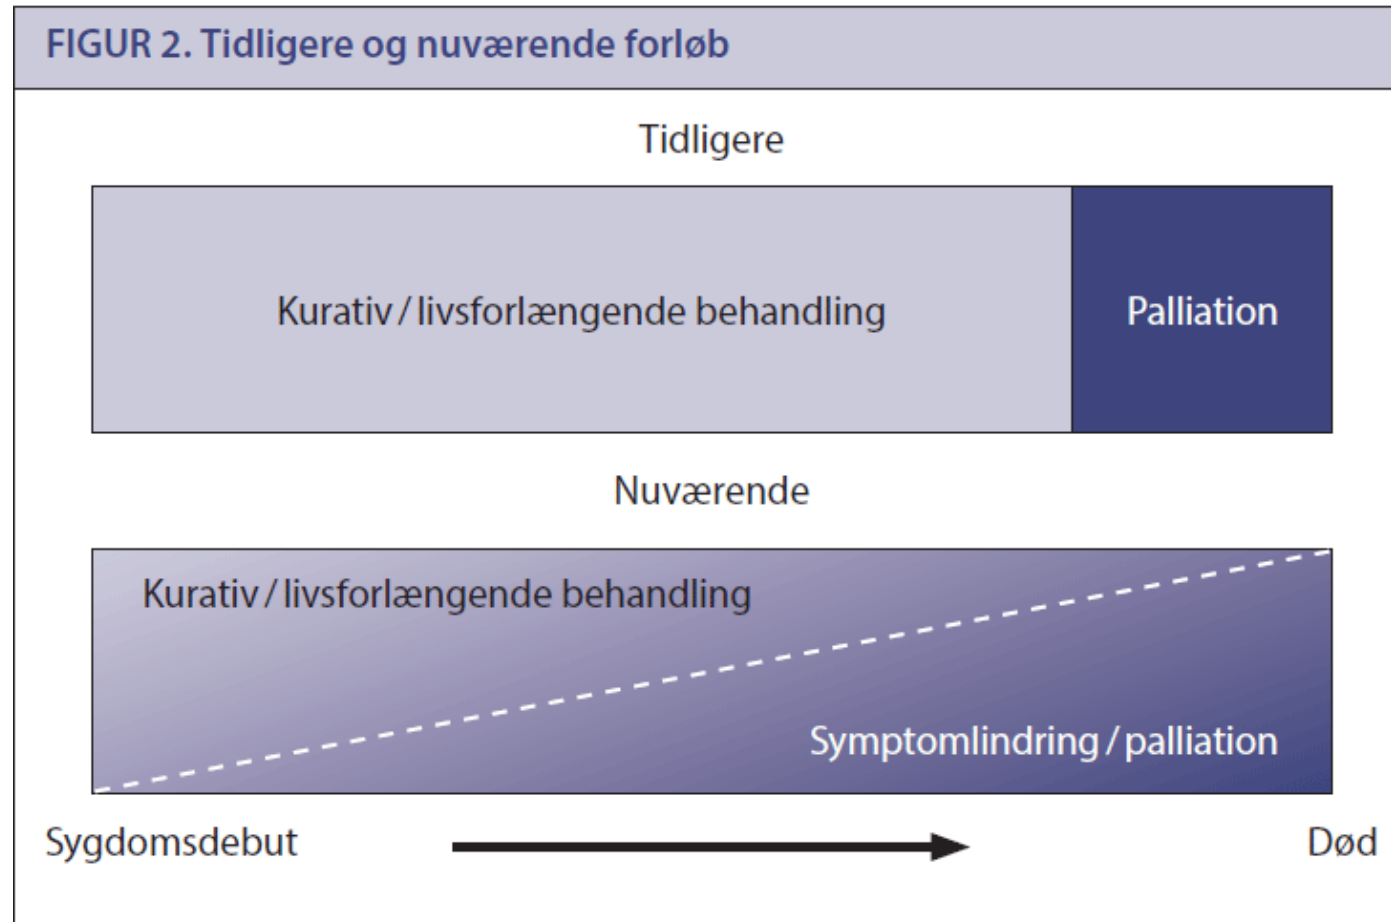 FIGUR 2. Tidligere og nuværende forløb
Tidligere
Kurativ / livsforlængende behandling
Palliation
Nuværende
Kurativ / livsforlængende behandling
Symptomlindring / palliation
Sygdomsdebut
Død